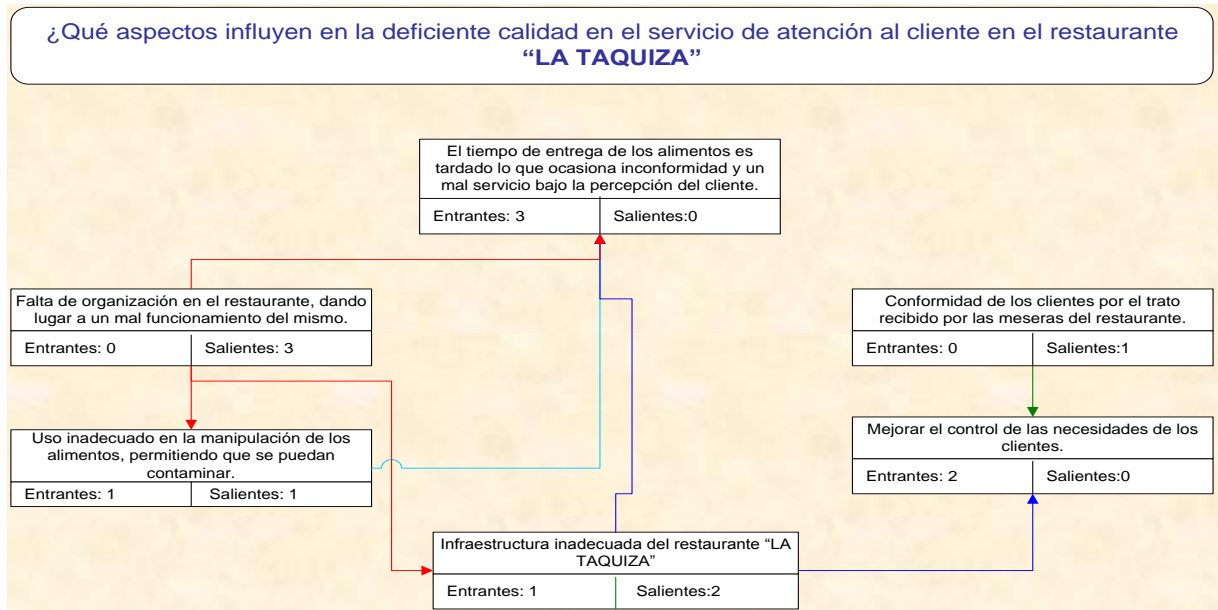 ¿Qué aspectos influyen en la deficiente calidad en el servicio de atención al cliente en el restaurante
“LA TAQUIZA”
El tiempo de entrega de los alimentos es
tardado lo que ocasiona inconformidad y un
mal servicio bajo la percepción del cliente.
Entrantes: 3
Salientes:0
Falta de organización en el restaurante, dando
lugar a un mal funcionamiento del mismo.
Entrantes: 0
Salientes: 3
Conformidad de los clientes por el trato
recibido por las meseras del restaurante.
Entrantes: 0
Salientes:1
Uso inadecuado en la manipulación de los
alimentos, permitiendo que se puedan
contaminar.
Entrantes: 1
Salientes: 1
Mejorar el control de las necesidades de los
clientes.
Entrantes: 2
Salientes:0
Infraestructura inadecuada del restaurante “LA
TAQUIZA”
Entrantes: 1
Salientes:2